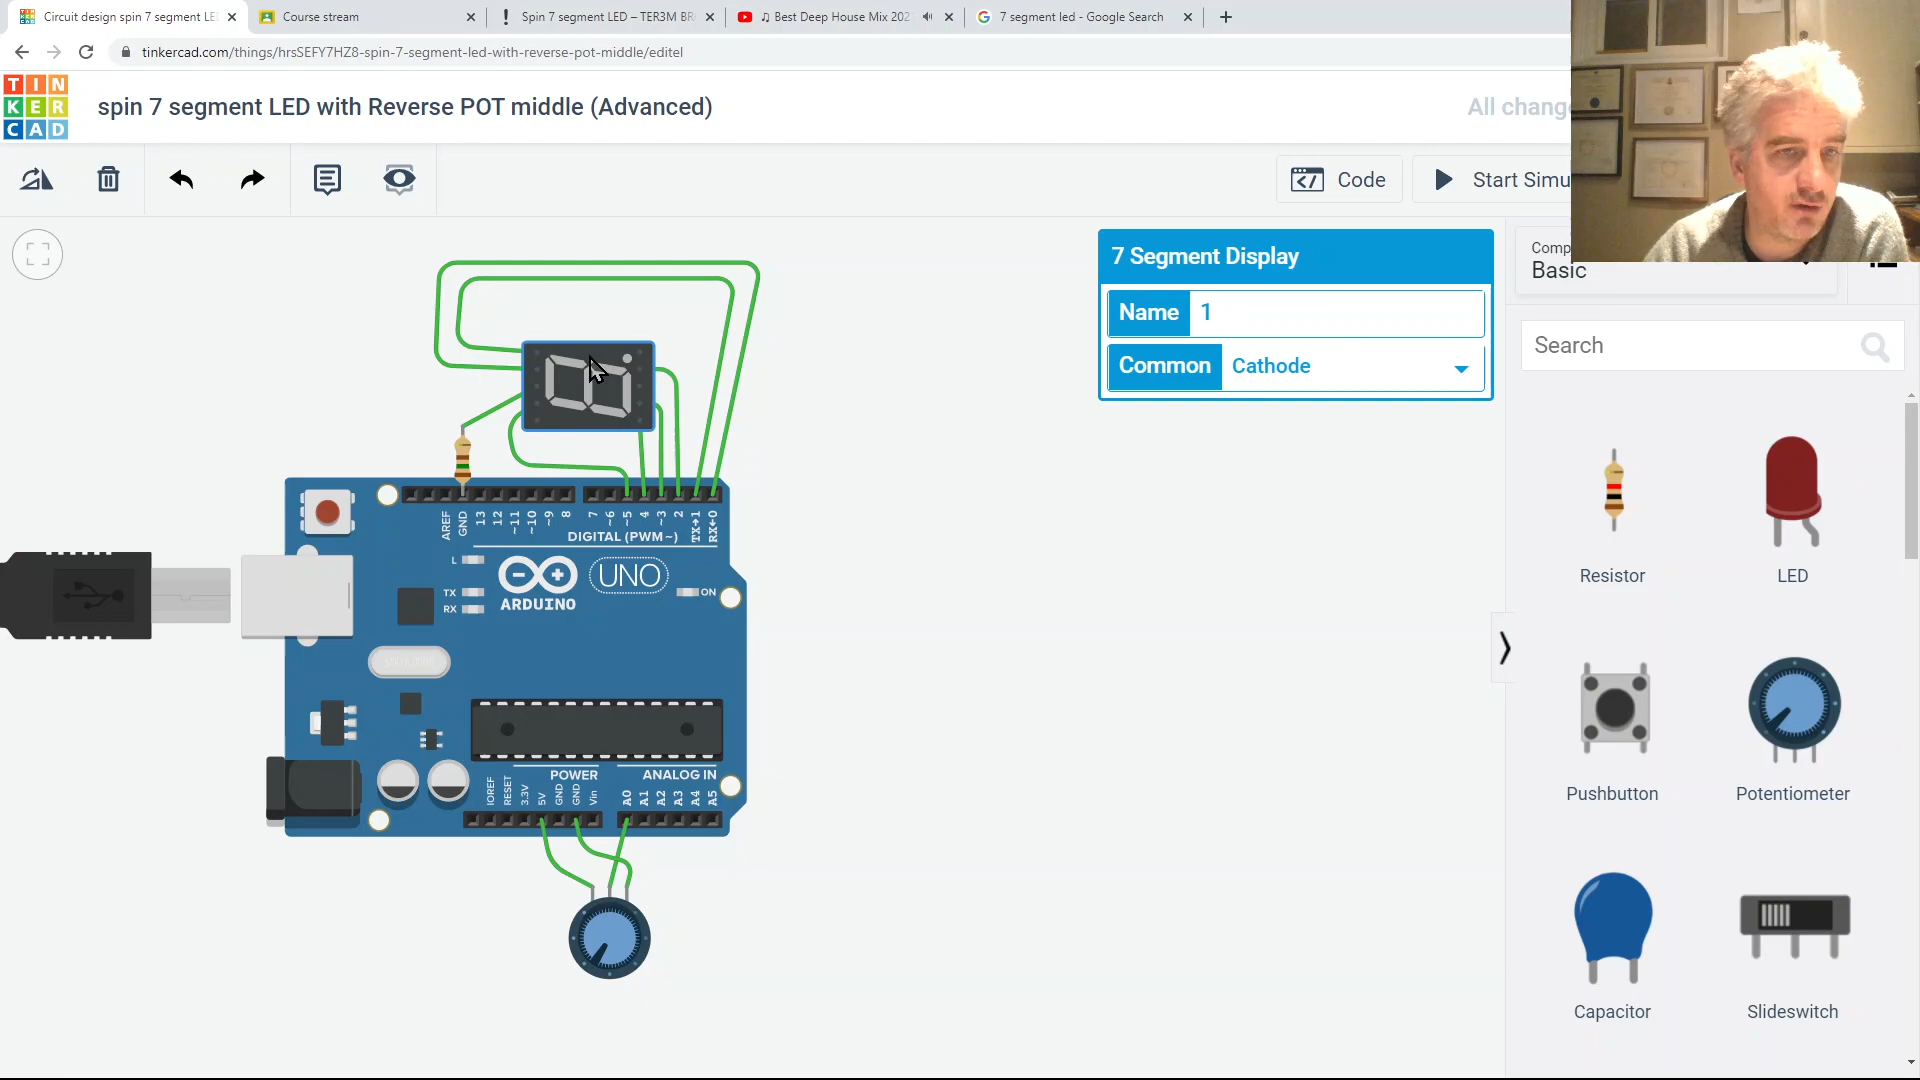 Circuit design spin 7 segment LE
Course stream
Spin 7 segment LED – TER3M BR
♫ Best Deep House Mix 202
7 segment led - Google Search
tinkercad.com/things/hrsSEFY7HZ8-spin-7-segment-led-with-reverse-pot-middle/editel
TIN
KER
CAD
spin 7 segment LED with Reverse POT middle (Advanced)
All chang
Code
Start Simu
7 Segment Display
Name 1
Common Cathode
Comp
Basic
Search
Resistor
LED
Pushbutton
Potentiometer
Capacitor
Slideswitch
AREF
GND
13
12
~11
~10
~9
8
7
~6
~5
4
~3
2
TX→1
RX←0
DIGITAL (PWM~)
L
TX
RX
ARDUINO
UNO
ON
POWER
ANALOG IN
IOREF
RESET
3.3V
5V
GND
GND
Vin
A0
A1
A2
A3
A4
A5